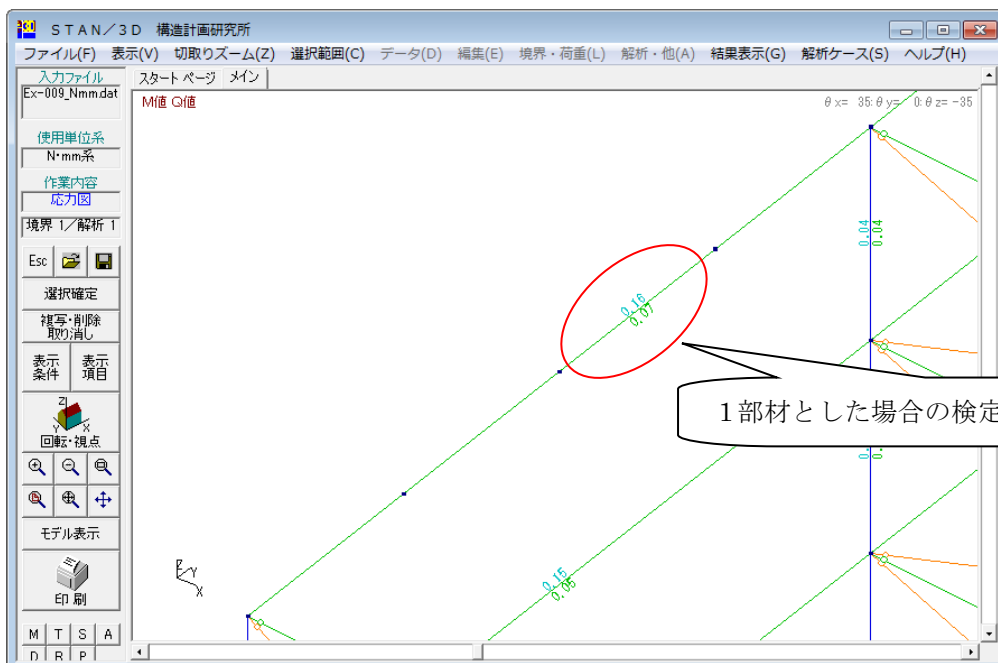 STAN/3D 構造計画研究所
ファイル(F) 表示(V) 切取りズーム(Z) 選択範囲(C) データ(D) 編集(E) 境界・荷重(L) 解析・他(A) 結果表示(G) 解析ケース(S) ヘルプ(H)
入力ファイル
Ex-009_Nmm.dat
使用単位系
N・mm系
作業内容
応力図
境界 1/解析 1
Esc
選択確定
複写・削除
取り消し
表示
条件
表示
項目
Z
Y
X
回転・視点
モデル表示
印 刷
M T S A
D R P
スタート ページ メイン
M値 Q値
θx= 35:θy= 0:θz=-35
0.04
0.04
0.16
0.07
1部材とした場合の検定
0.15
0.05
Y
X